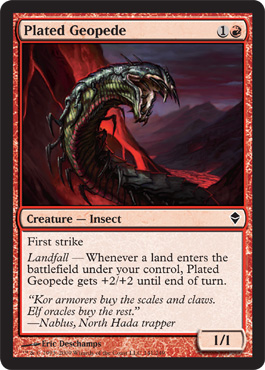 Plated Geopede
1
Creature — Insect
First strike
Landfall — Whenever a land enters the
battlefield under your control, Plated
Geopede gets +2/+2 until end of turn.
“Kor armorers buy the scales and claws.
Elf oracles buy the rest.”
—Nablus, North Hada trapper
Eric Deschamps
1/1